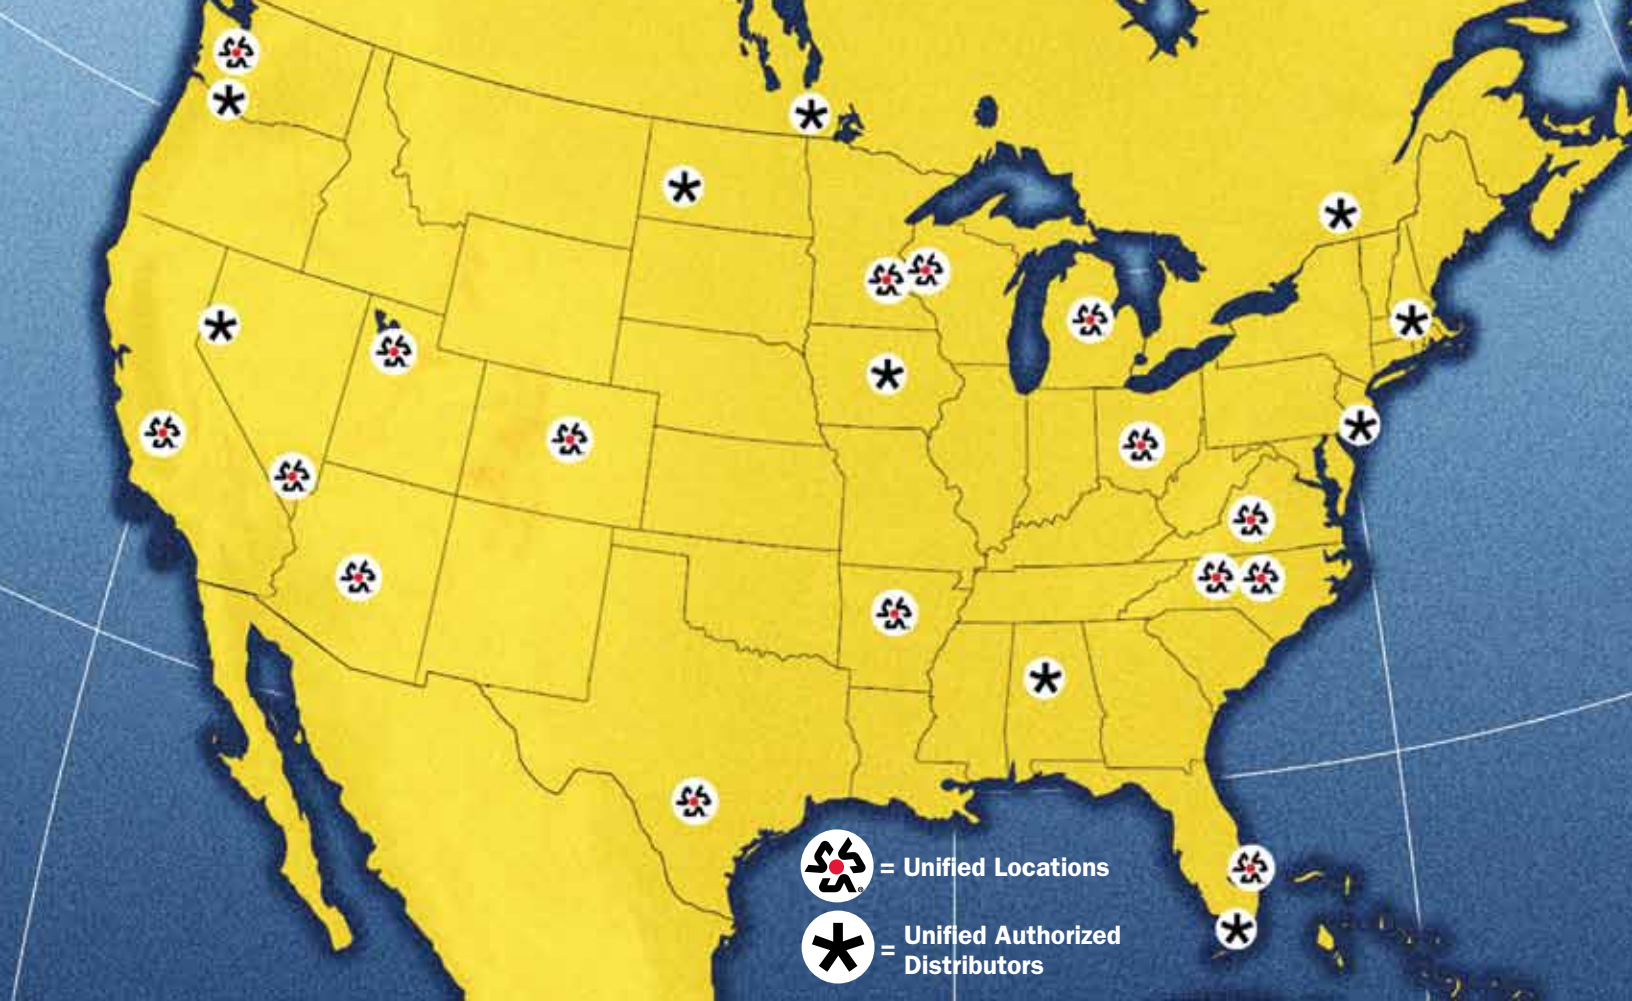 = Unified Locations
= Unified Authorized
Distributors